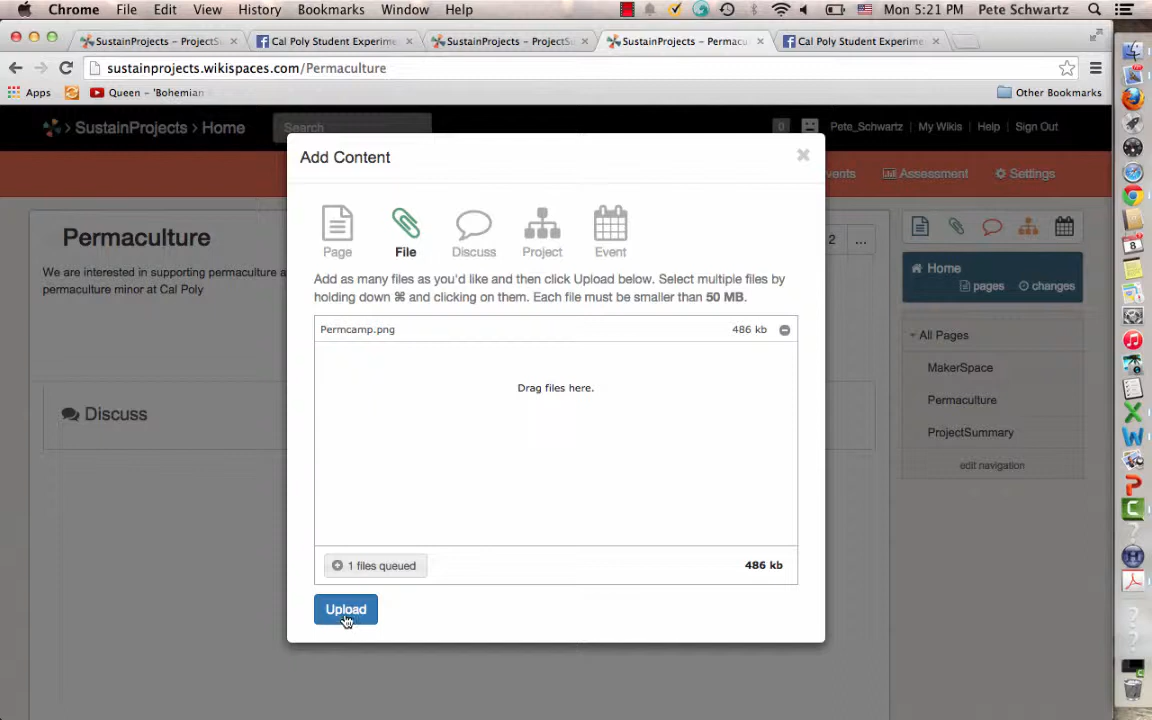 Chrome File Edit View History Bookmarks Window Help Mon 5:21 PM Pete Schwartz
SustainProjects – ProjectS Cal Poly Student Experime SustainProjects – ProjectS SustainProjects – Permacu Cal Poly Student Experime
sustainprojects.wikispaces.com/Permaculture
Apps Queen – 'Bohemian Other Bookmarks
SustainProjects > Home Search 0 Pete_Schwartz My Wikis Help Sign Out
vents Assessment Settings
Add Content
Page File Discuss Project Event
Add as many files as you'd like and then click Upload below. Select multiple files by
holding down ⌘ and clicking on them. Each file must be smaller than 50 MB.
Permcamp.png 486 kb
Drag files here.
1 files queued 486 kb
Upload
Permaculture 2 ...
We are interested in supporting permaculture a
permaculture minor at Cal Poly
Discuss
Home
pages changes
All Pages
MakerSpace
Permaculture
ProjectSummary
edit navigation